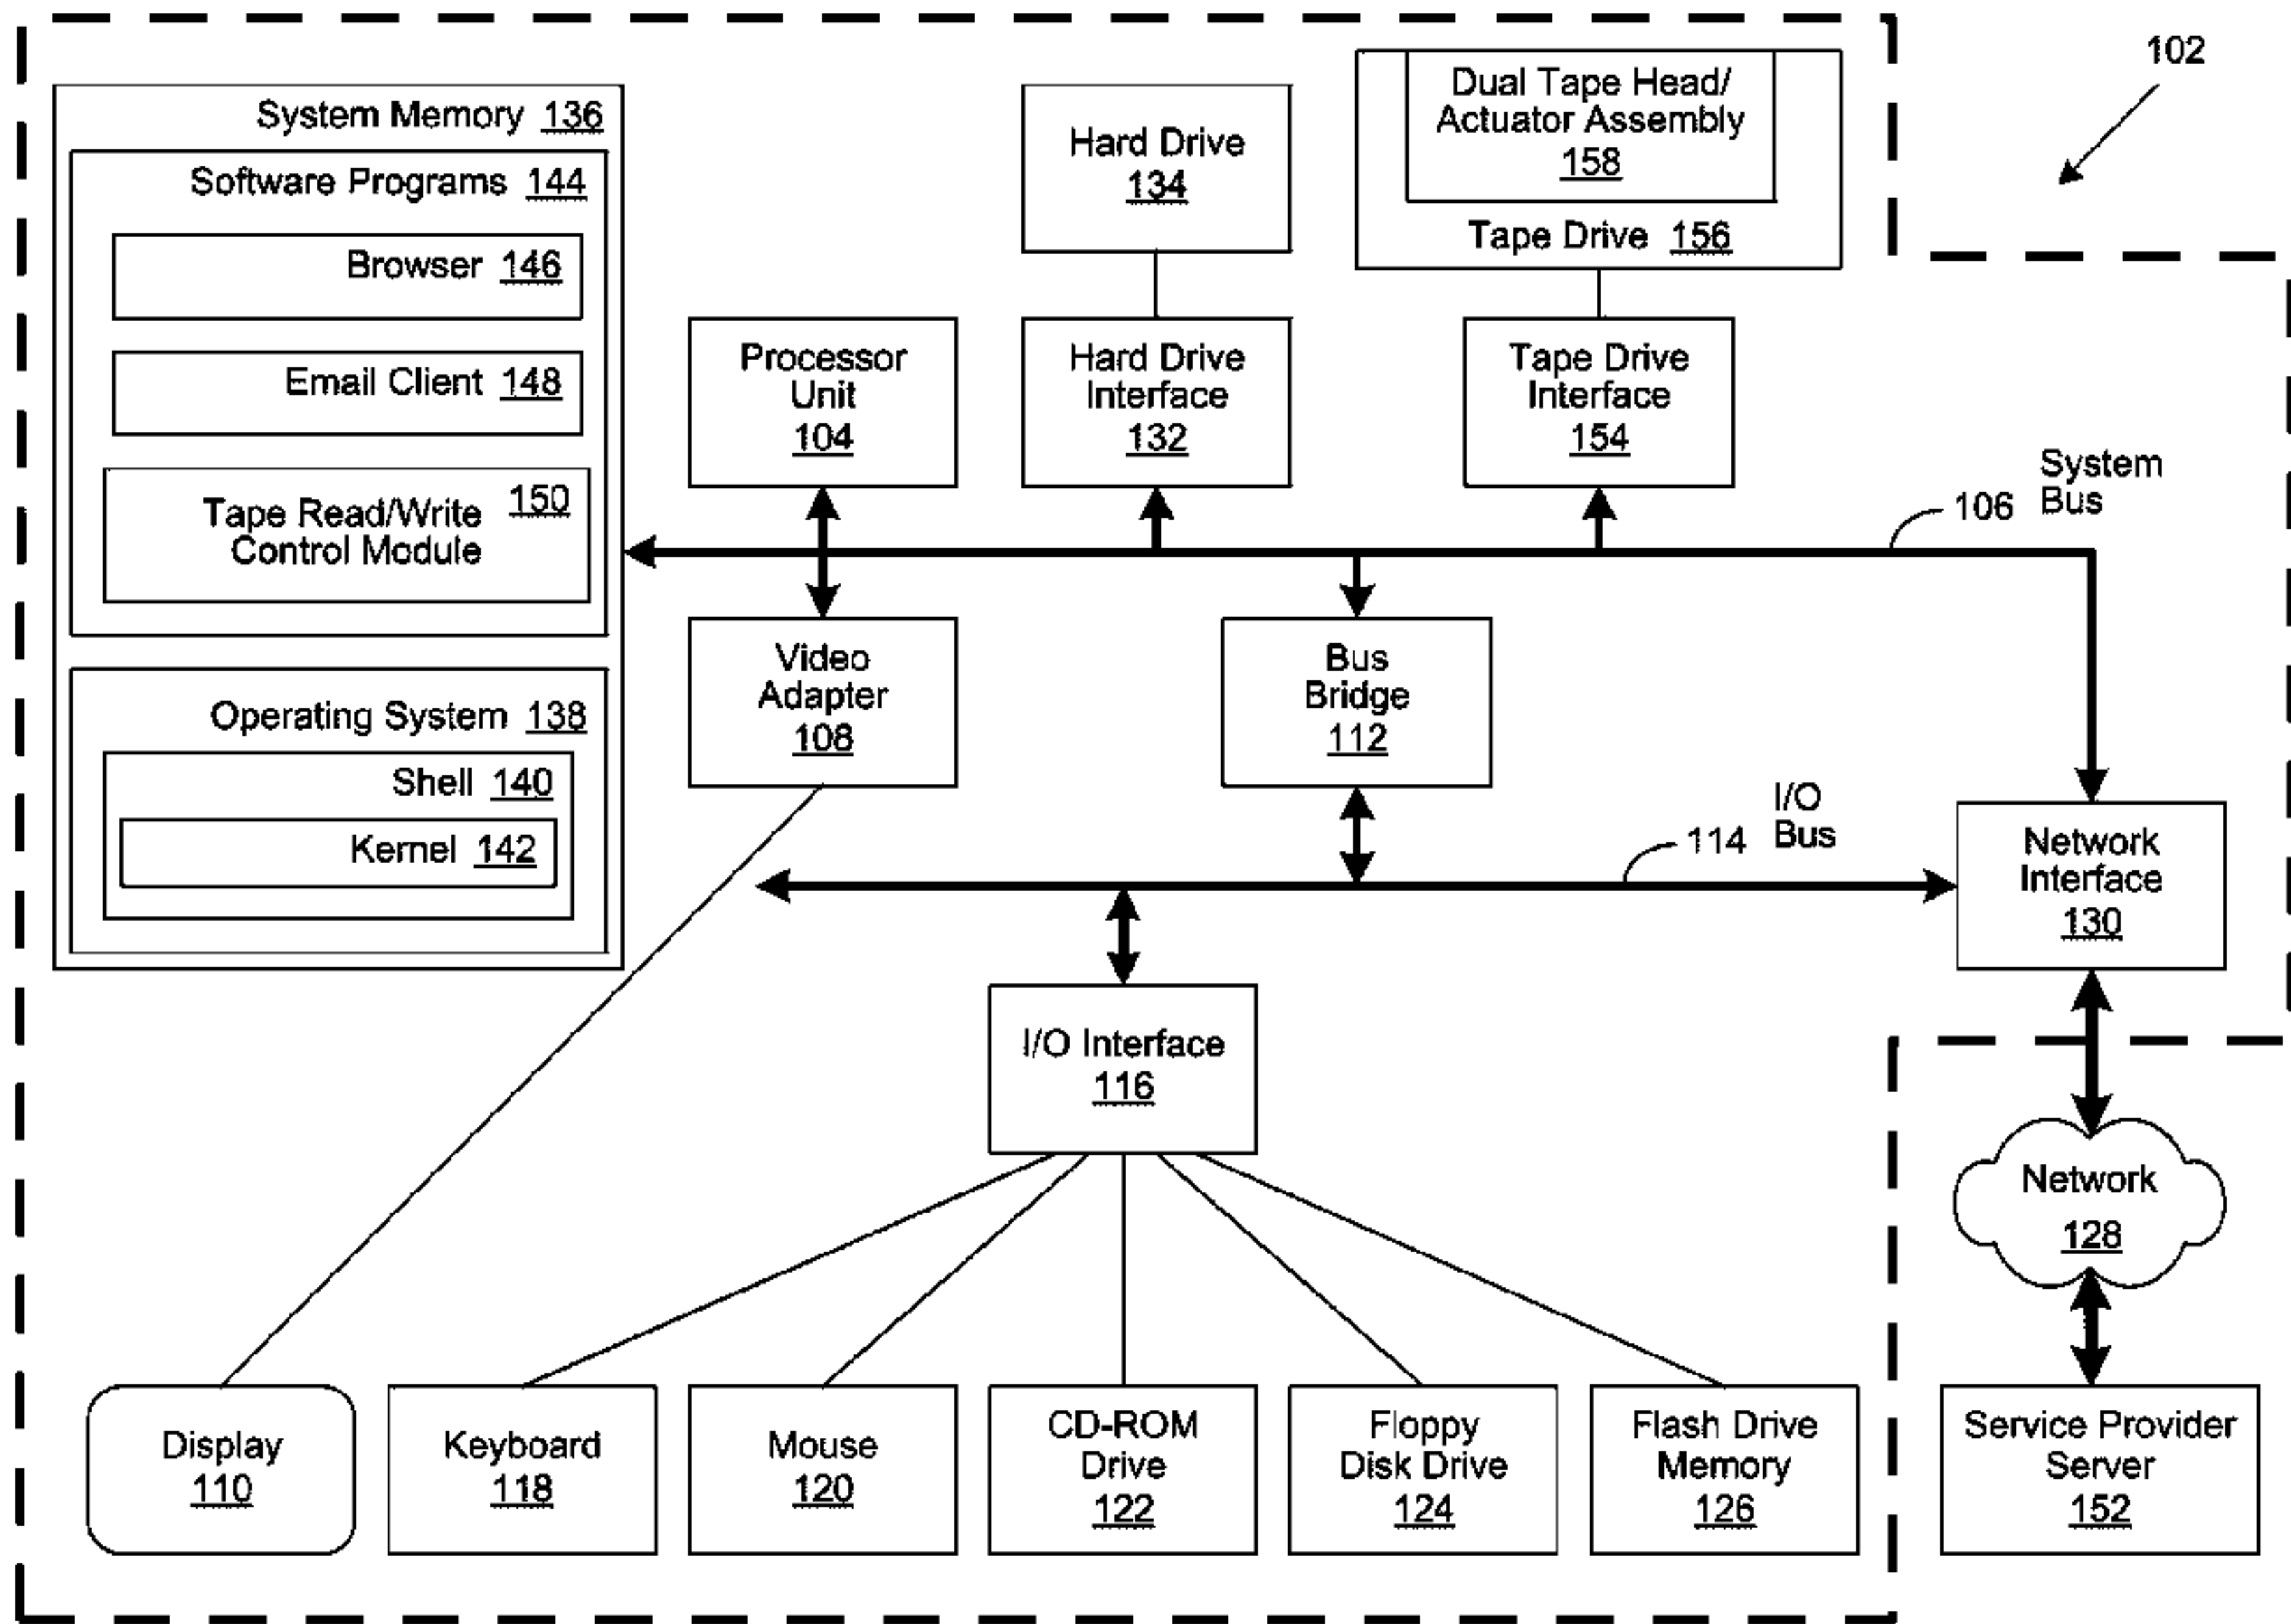 102
System Memory 136
Software Programs 144
Browser 146
Email Client 148
Tape Read/Write 150
Control Module
Operating System 138
Shell 140
Kernel 142
Hard Drive
134
Dual Tape Head/
Actuator Assembly
158
Tape Drive 156
Processor
Unit
104
Hard Drive
Interface
132
Tape Drive
Interface
154
System
Bus
106
Video
Adapter
108
Bus
Bridge
112
I/O
Bus
114
Network
Interface
130
I/O Interface
116
Network
128
Display
110
Keyboard
118
Mouse
120
CD-ROM
Drive
122
Floppy
Disk Drive
124
Flash Drive
Memory
126
Service Provider
Server
152